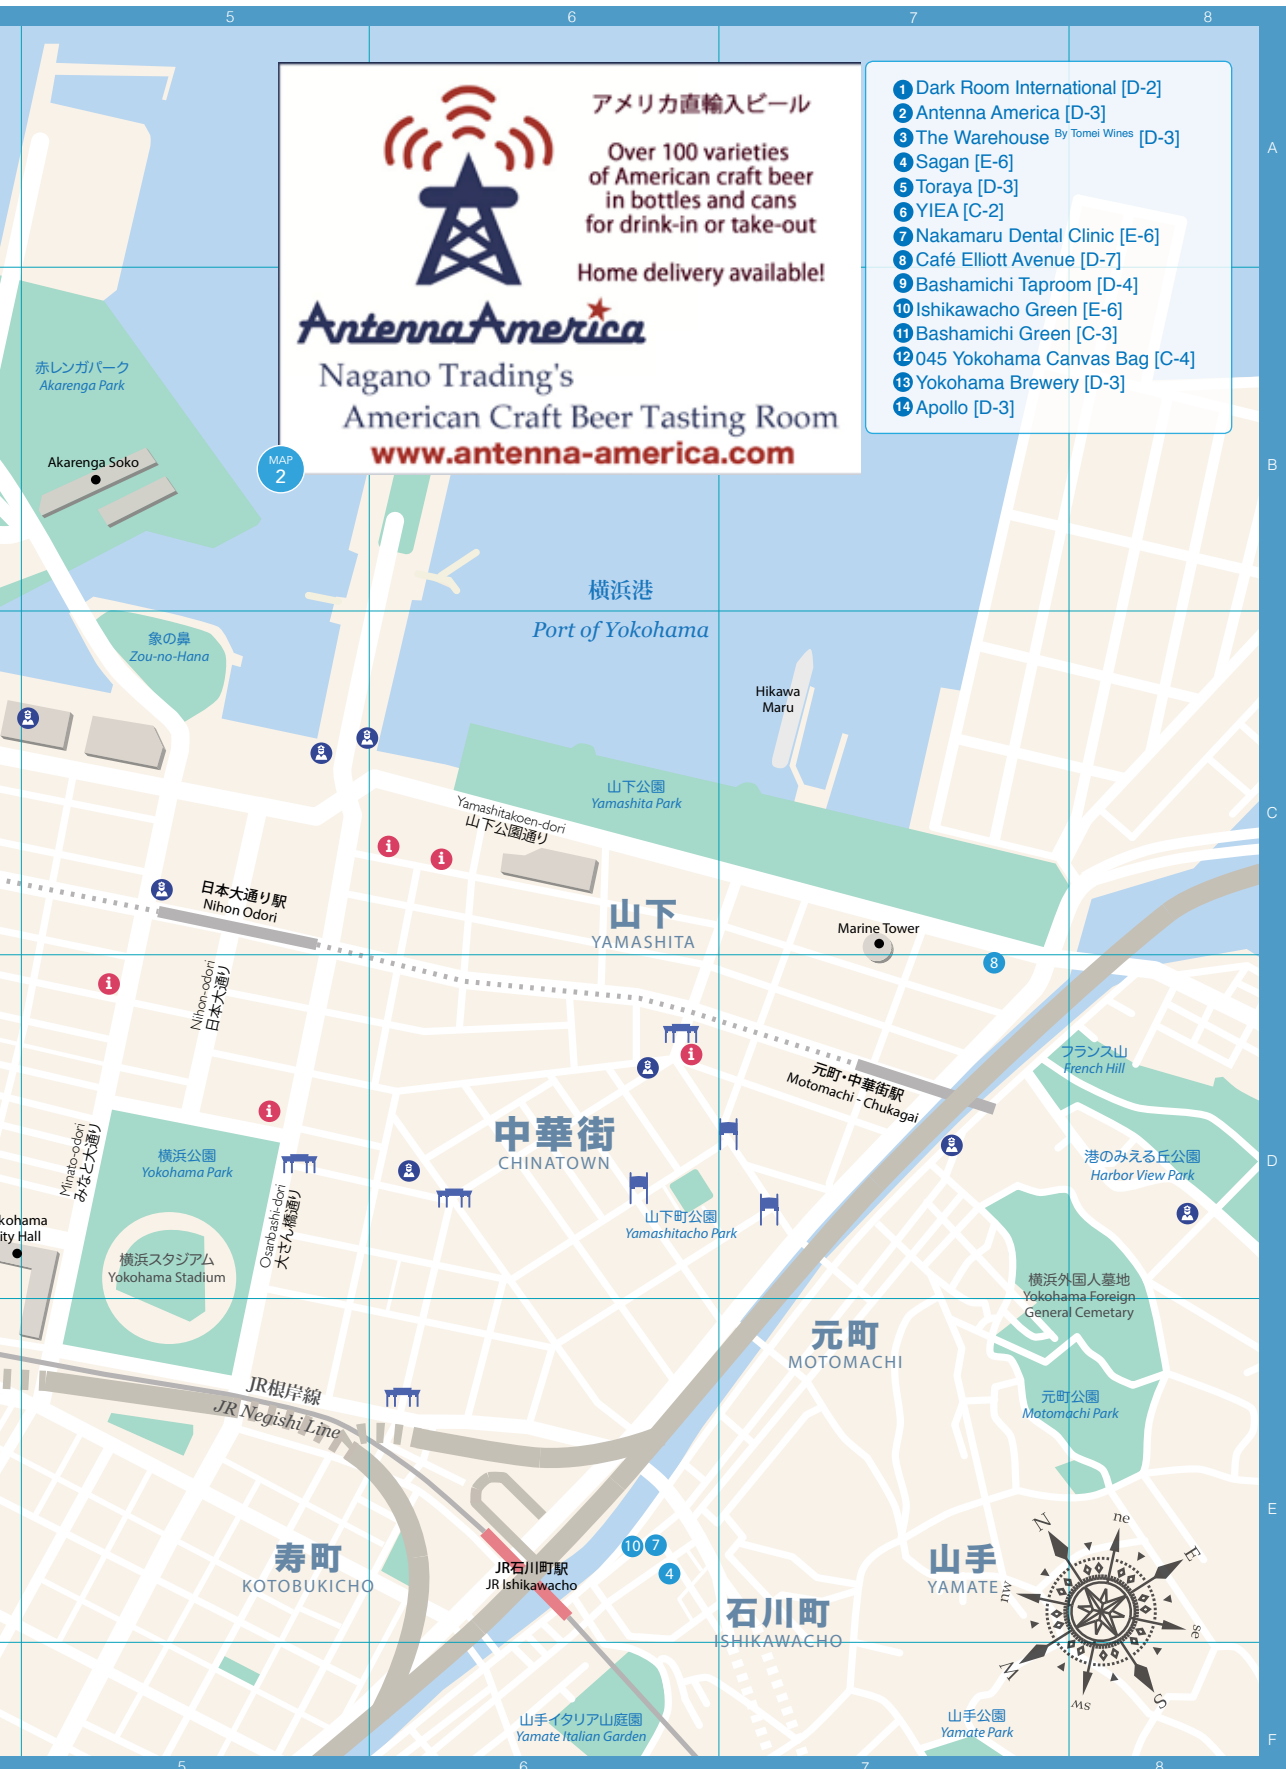 5
6
7
8
アメリカ直輸入ビール
Over 100 varieties
of American craft beer
in bottles and cans
for drink-in or take-out
Home delivery available!
Antenna America
Nagano Trading's
American Craft Beer Tasting Room
www.antenna-america.com
MAP
2
1 Dark Room International [D-2]
2 Antenna America [D-3]
3 The Warehouse By Tomei Wines [D-3]
4 Sagan [E-6]
5 Toraya [D-3]
6 YIEA [C-2]
7 Nakamaru Dental Clinic [E-6]
8 Café Elliott Avenue [D-7]
9 Bashamichi Taproom [D-4]
10 Ishikawacho Green [E-6]
11 Bashamichi Green [C-3]
12 045 Yokohama Canvas Bag [C-4]
13 Yokohama Brewery [D-3]
14 Apollo [D-3]
A
赤レンガパーク
Akarenga Park
Akarenga Soko
B
横浜港
Port of Yokohama
象の鼻
Zou-no-Hana
Hikawa
Maru
山下公園
Yamashita Park
Yamashitakoen-dori
山下公園通り
C
日本大通り駅
Nihon Odori
山下
YAMASHITA
Marine Tower
8
Nihon-odori
日本大通り
元町・中華街駅
Motomachi - Chukagai
フランス山
French Hill
中華街
CHINATOWN
Minato-odori
みなと大通り
横浜公園
Yokohama Park
港のみえる丘公園
Harbor View Park
D
Osanbashi-dori
大さん橋通り
山下町公園
Yamashitacho Park
kohama
ity Hall
横浜スタジアム
Yokohama Stadium
横浜外国人墓地
Yokohama Foreign
General Cemetary
元町
MOTOMACHI
JR根岸線
JR Negishi Line
元町公園
Motomachi Park
E
寿町
KOTOBUKICHO
JR石川町駅
JR Ishikawacho
10
7
4
山手
YAMATE
石川町
ISHIKAWACHO
N
ne
E
se
S
sw
W
nw
山手イタリア山庭園
Yamate Italian Garden
山手公園
Yamate Park
F
5
6
7
8